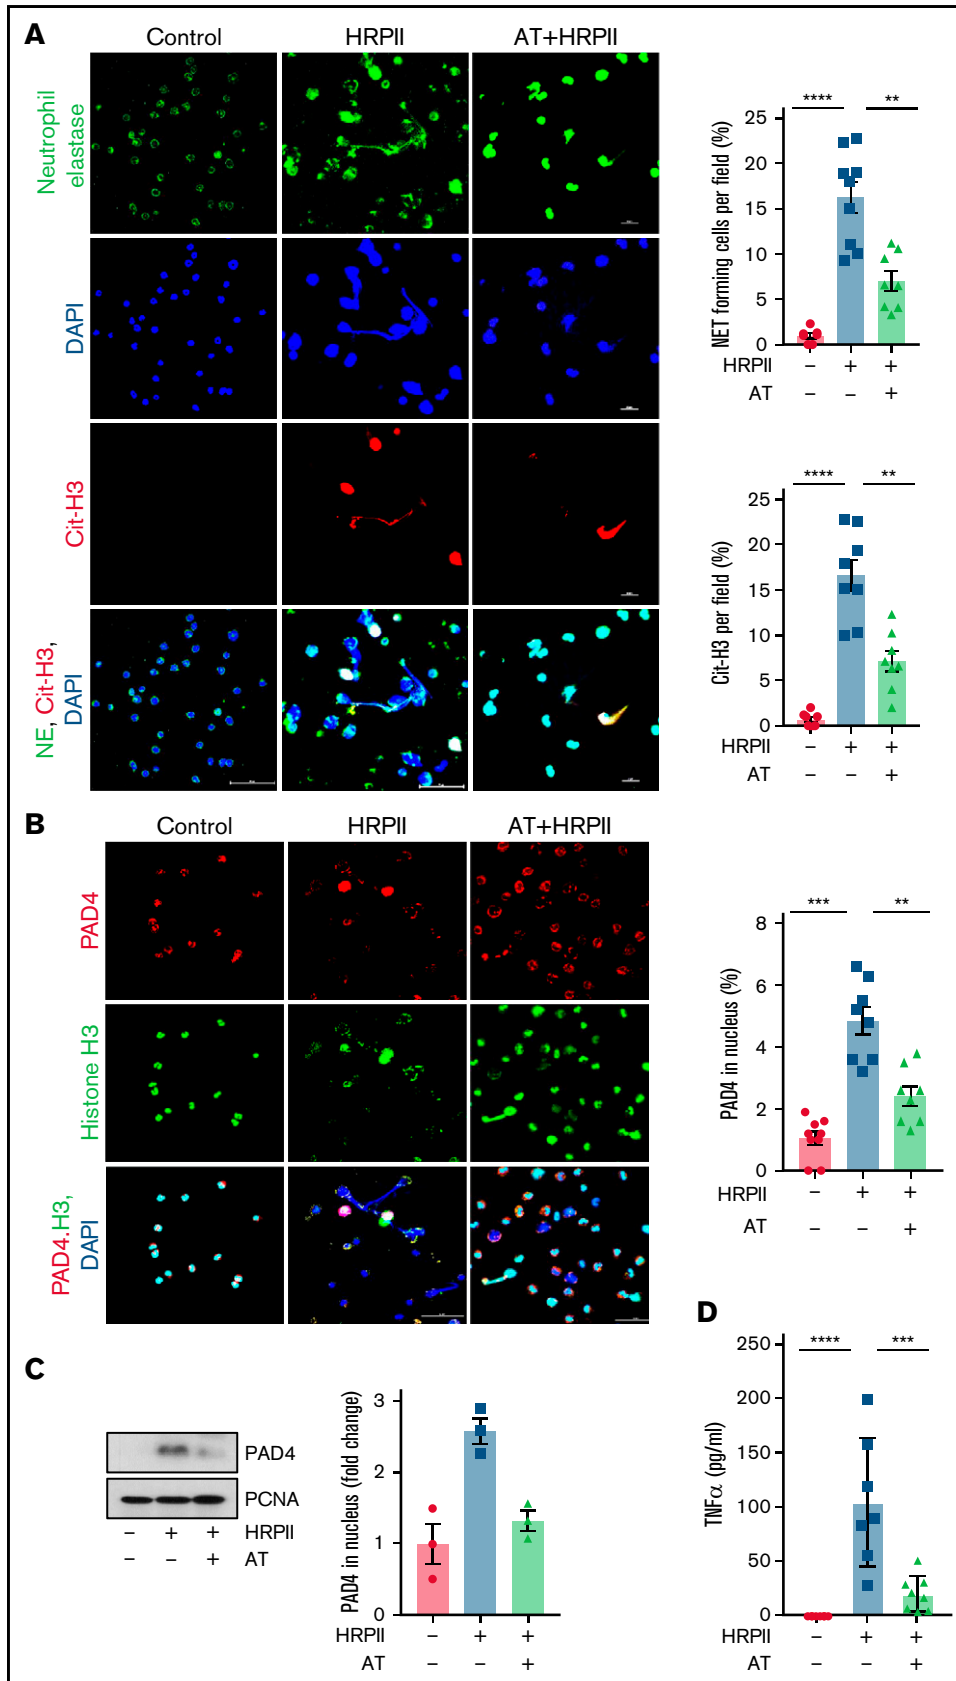 A
Control HRPII AT+HRPII
Neutrophil
elastase
DAPI
Cit-H3
NE, Cit-H3,
DAPI
NET forming cells per field (%)
**** **
25
20
15
10
5
0
HRPII – + +
AT – – +
Cit-H3 per field (%)
**** **
25
20
15
10
5
0
HRPII – + +
AT – – +
B
Control HRPII AT+HRPII
PAD4
Histone H3
PAD4.H3,
DAPI
PAD4 in nucleus (%)
*** **
8
6
4
2
0
HRPII – + +
AT – – +
C
PAD4
PCNA
– + + HRPII
– – + AT
PAD4 in nucleus (fold change)
3
2
1
0
HRPII – + +
AT – – +
D
TNFα (pg/ml)
**** ***
250
200
150
100
50
0
HRPII – + +
AT – – +